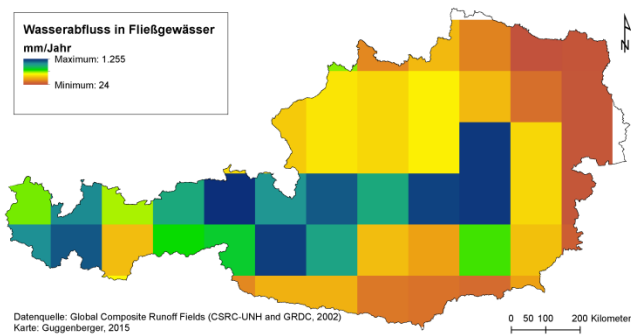 Wasserabfluss in Fließgewässer
mm/Jahr
Maximum: 1.255
Minimum: 24
N
Datenquelle: Global Composite Runoff Fields (CSRC-UNH and GRDC, 2002)
Karte: Guggenberger, 2015
0 50 100 200 Kilometer